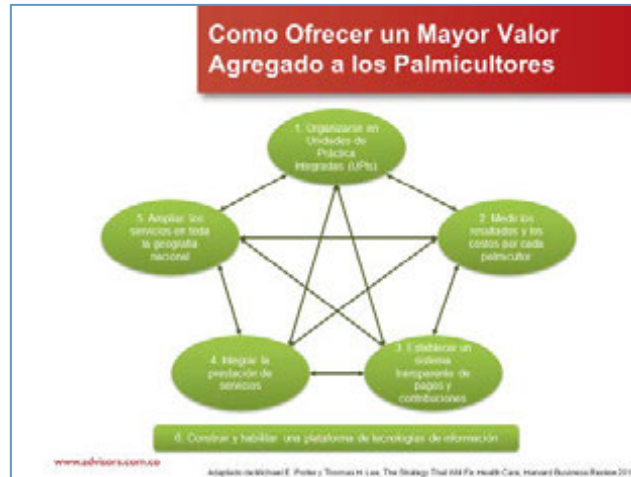 Como Ofrecer un Mayor Valor
Agregado a los Palmicultores
1. Organizarse en
Unidades de
Práctica
Integradas (UPIs)
2. Medir los
resultados y los
costos por cada
palmicultor
3. Establecer un
sistema
transparente de
pagos y
contribuciones
4. Integrar la
prestación de
servicios
5. Ampliar los
servicios en toda
la geografía
nacional
6. Construir y habilitar una plataforma de tecnologías de información
www.advisors.com.co
Adaptado de Michael E. Porter y Thomas H. Lee, The Strategy That Will Fix Health Care, Harvard Business Review